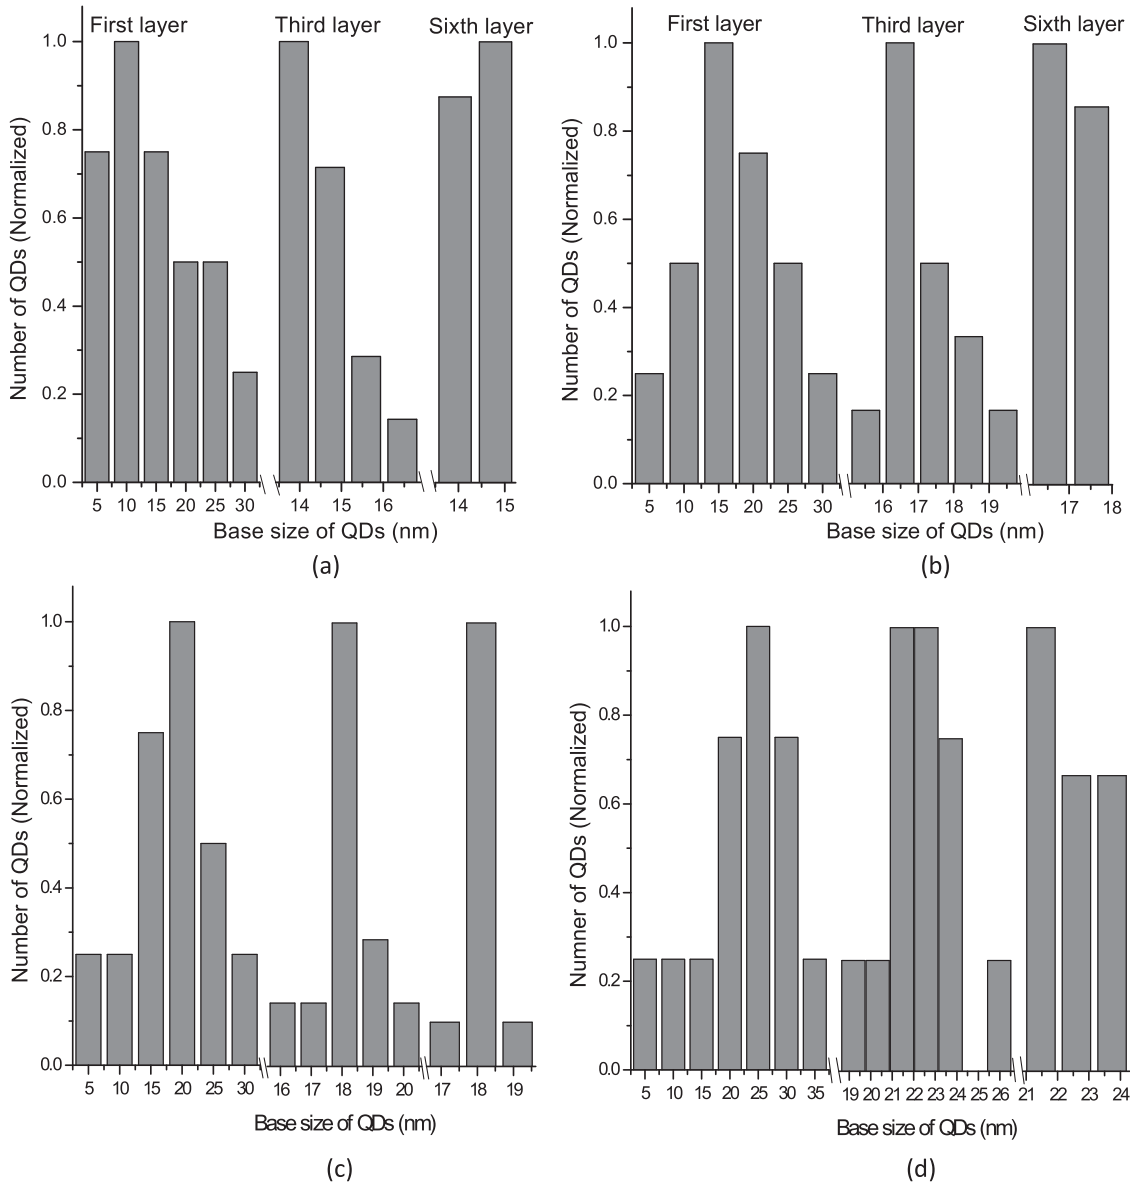 First layer Third layer Sixth layer
1.0
0.8
0.6
0.4
0.2
0.0
Number of QDs (Normalized)
5 10 15 20 25 30 14 15 16 14 15
Base size of QDs (nm)
(a)
First layer Third layer Sixth layer
1.0
0.8
0.6
0.4
0.2
0.0
Number of QDs (Normalized)
5 10 15 20 25 30 16 17 18 19 17 18
Base size of QDs (nm)
(b)
1.0
0.8
0.6
0.4
0.2
0.0
Number of QDs (Normalized)
5 10 15 20 25 30 16 17 18 19 20 17 18 19
Base size of QDs (nm)
(c)
1.0
0.8
0.6
0.4
0.2
0.0
Numner of QDs (Normalized)
5 10 15 20 25 30 35 19 20 21 22 23 24 25 26 21 22 23 24
Base size of QDs (nm)
(d)